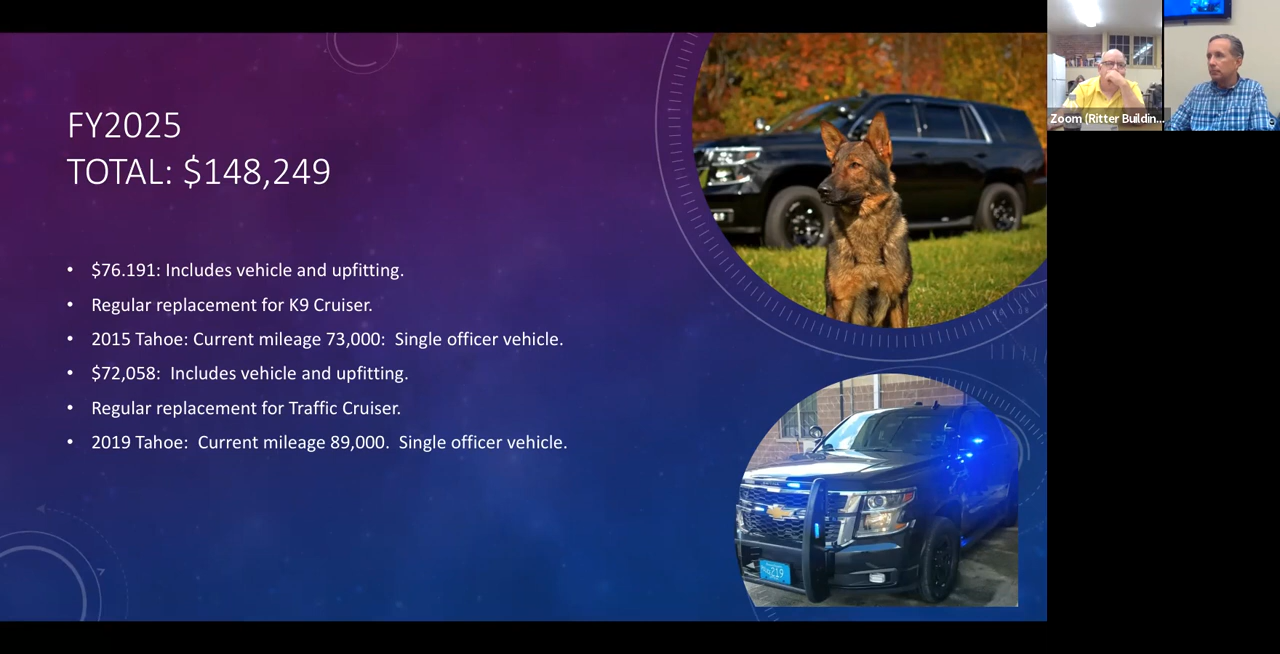 FY2025
TOTAL: $148,249
• $76.191: Includes vehicle and upfitting.
• Regular replacement for K9 Cruiser.
• 2015 Tahoe: Current mileage 73,000:  Single officer vehicle.
• $72,058:  Includes vehicle and upfitting.
• Regular replacement for Traffic Cruiser.
• 2019 Tahoe:  Current mileage 89,000.  Single officer vehicle.
Zoom (Ritter Buildin...
219